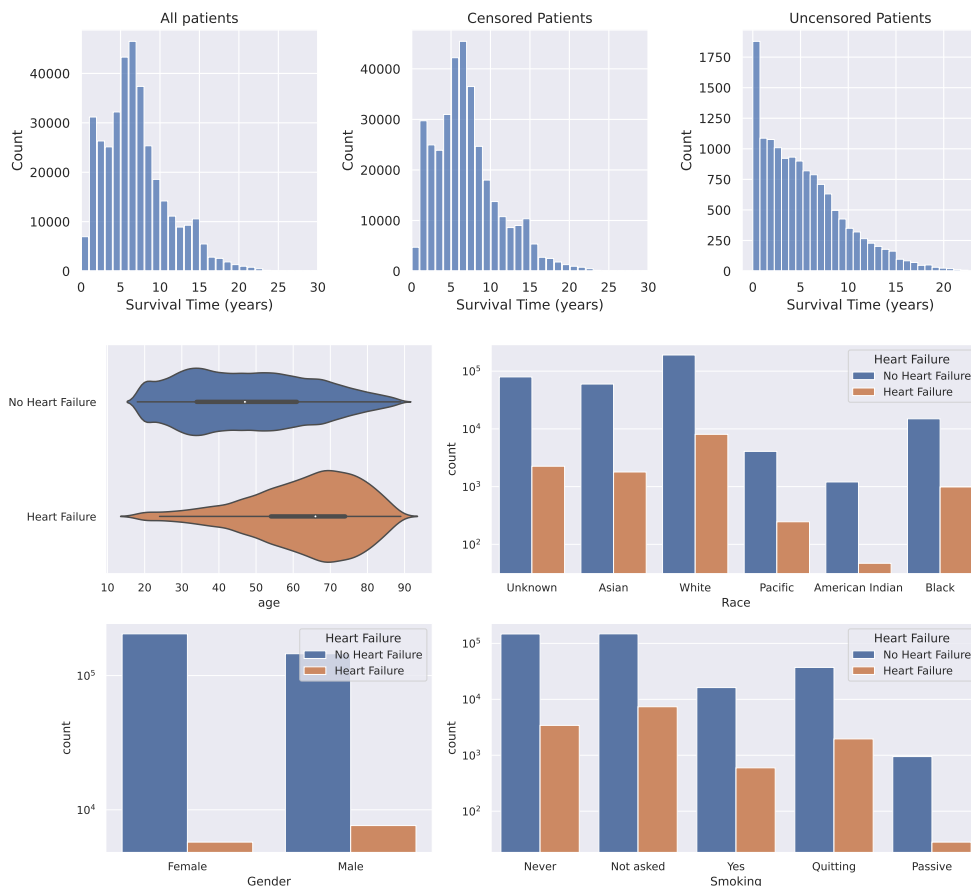 All patients
Censored Patients
Uncensored Patients
40000
30000
20000
10000
0
Count
0 5 10 15 20 25 30
Survival Time (years)
40000
30000
20000
10000
0
Count
0 5 10 15 20 25 30
Survival Time (years)
1750
1500
1250
1000
750
500
250
0
Count
0 10 20
Survival Time (years)
No Heart Failure
Heart Failure
10 20 30 40 50 60 70 80 90
age
Heart Failure
No Heart Failure
Heart Failure
10⁵
10⁴
10³
10²
count
Unknown Asian White Pacific American Indian Black
Race
Heart Failure
No Heart Failure
Heart Failure
10⁵
10⁴
count
Female Male
Gender
Heart Failure
No Heart Failure
Heart Failure
10⁵
10⁴
10³
10²
count
Never Not asked Yes Quitting Passive
Smoking